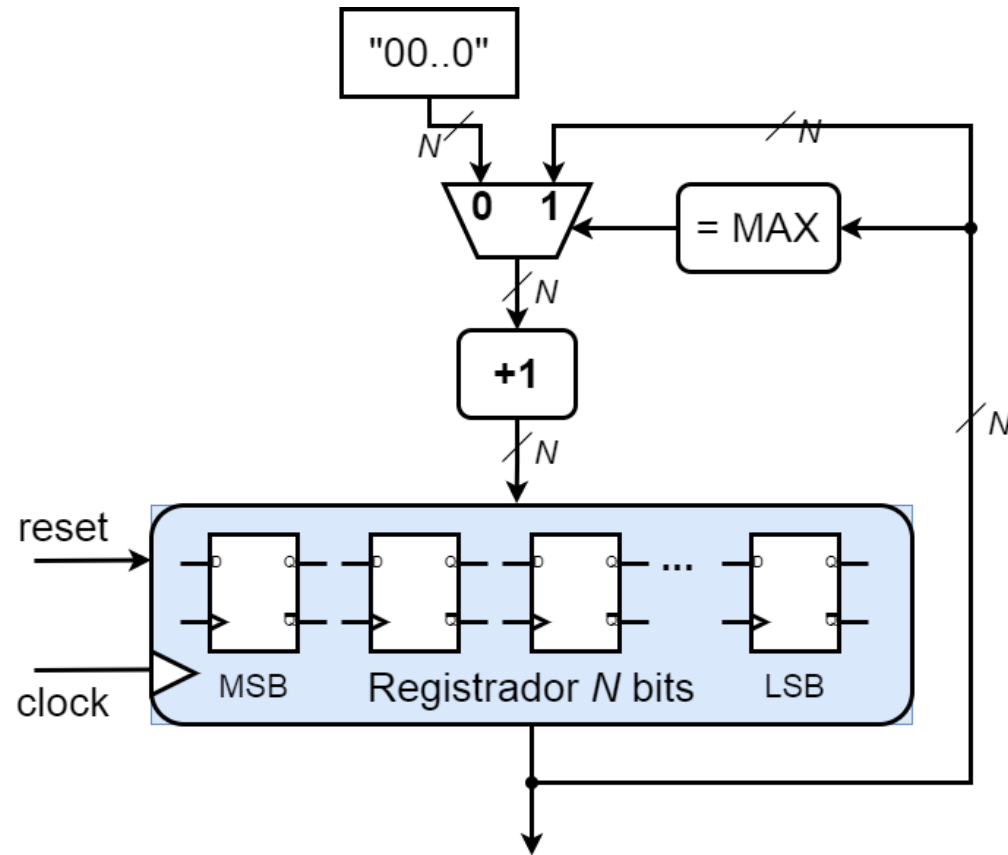 "00..0"
N
N
0 1
= MAX
N
+1
N
N
reset
D Q
D Q
D Q
...
D Q
Q
Q
Q
Q
clock
MSB
Registrador N bits
LSB